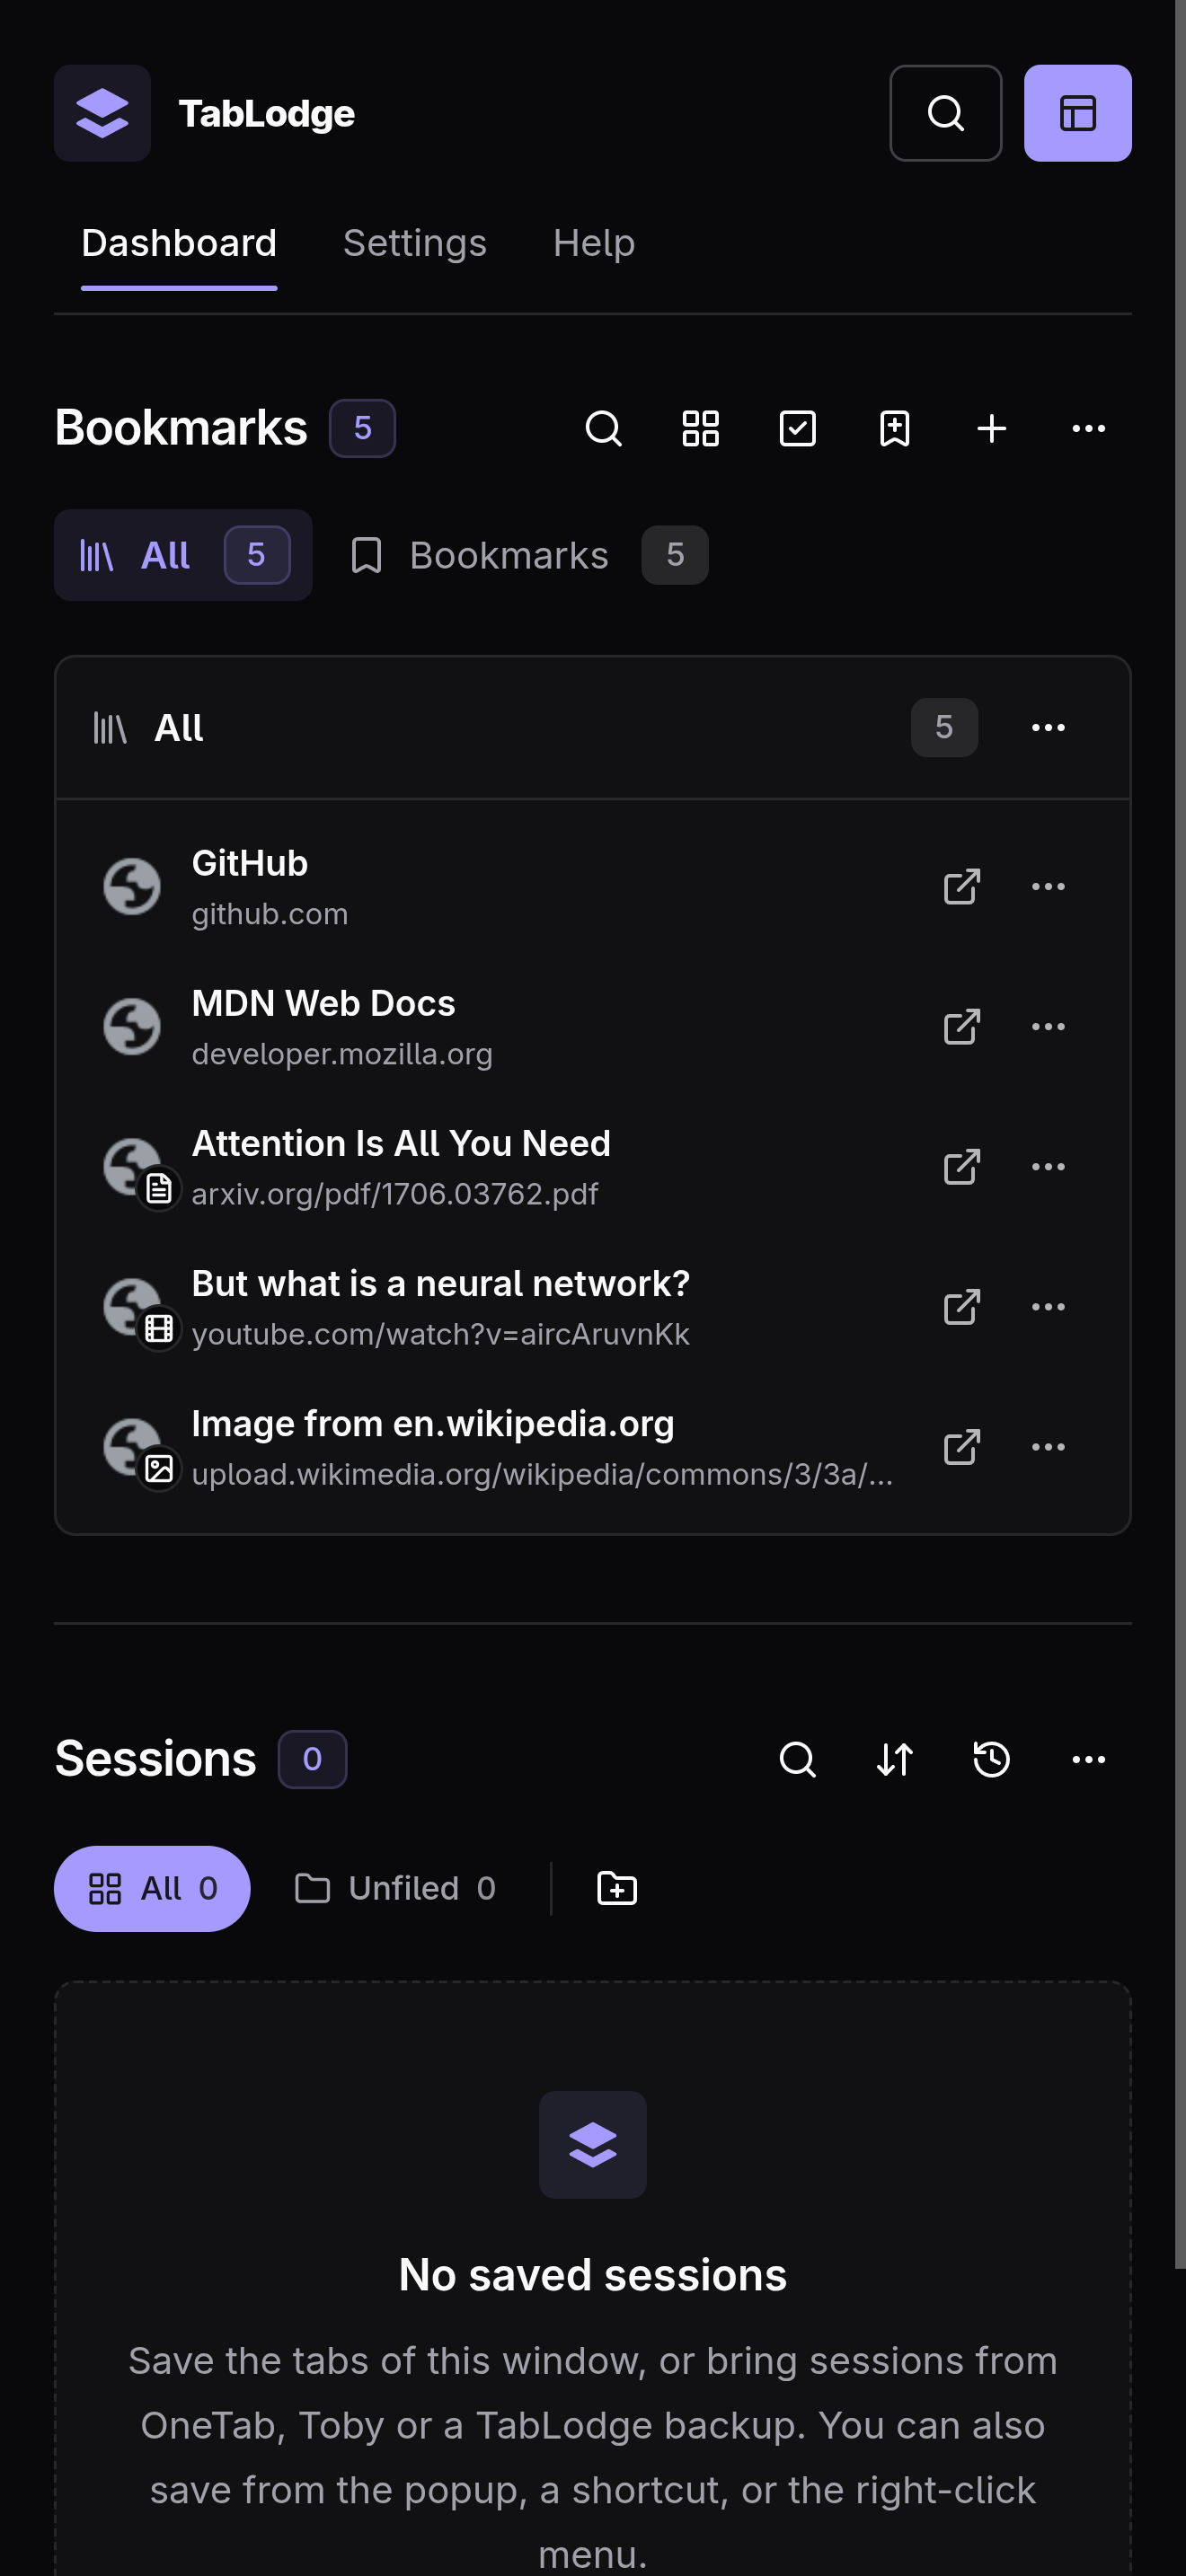 TabLodge
Dashboard Settings Help
Bookmarks 5
All 5 Bookmarks 5
All 5
GitHub
github.com
MDN Web Docs
developer.mozilla.org
Attention Is All You Need
arxiv.org/pdf/1706.03762.pdf
But what is a neural network?
youtube.com/watch?v=aircAruvnKk
Image from en.wikipedia.org
upload.wikimedia.org/wikipedia/commons/3/3a/...
Sessions 0
All 0 Unfiled 0
No saved sessions
Save the tabs of this window, or bring sessions from
OneTab, Toby or a TabLodge backup. You can also
save from the popup, a shortcut, or the right-click
menu.